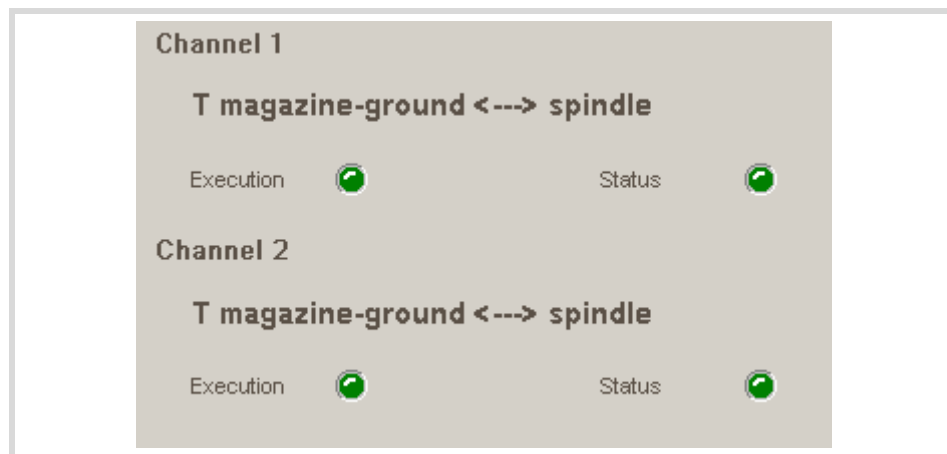 Channel 1
T magazine-ground <---> spindle
Execution Status
Channel 2
T magazine-ground <---> spindle
Execution Status